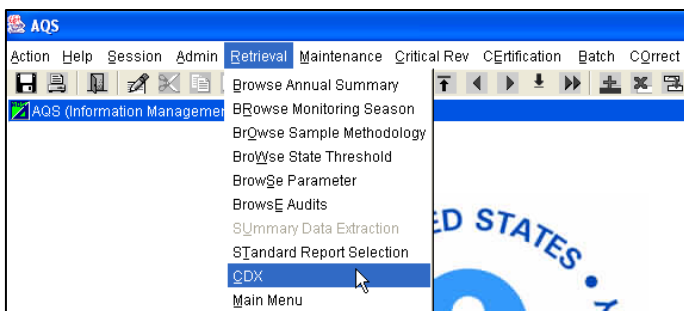 AQS
Action Help Session Admin Retrieval Maintenance Critical Rev CErtification Batch COrrect
AQS (Information Managemen
Browse Annual Summary
BRowse Monitoring Season
BrOwse Sample Methodology
BroWse State Threshold
BrowSe Parameter
BrowsE Audits
SUmmary Data Extraction
STandard Report Selection
CDX
Main Menu
ED STATES